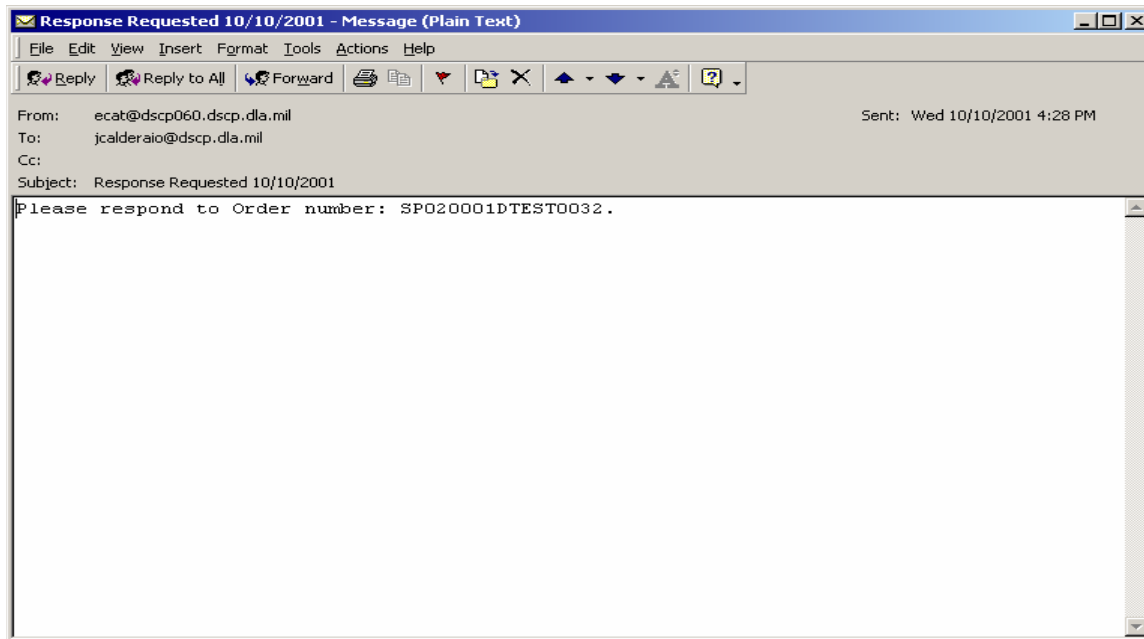 Response Requested 10/10/2001 - Message (Plain Text)
File Edit View Insert Format Tools Actions Help
Reply Reply to All Forward
From: ecat@dscp060.dscp.dla.mil Sent: Wed 10/10/2001 4:28 PM
To: jcalderaio@dscp.dla.mil
Cc:
Subject: Response Requested 10/10/2001
Please respond to Order number: SP020001DTEST0032.